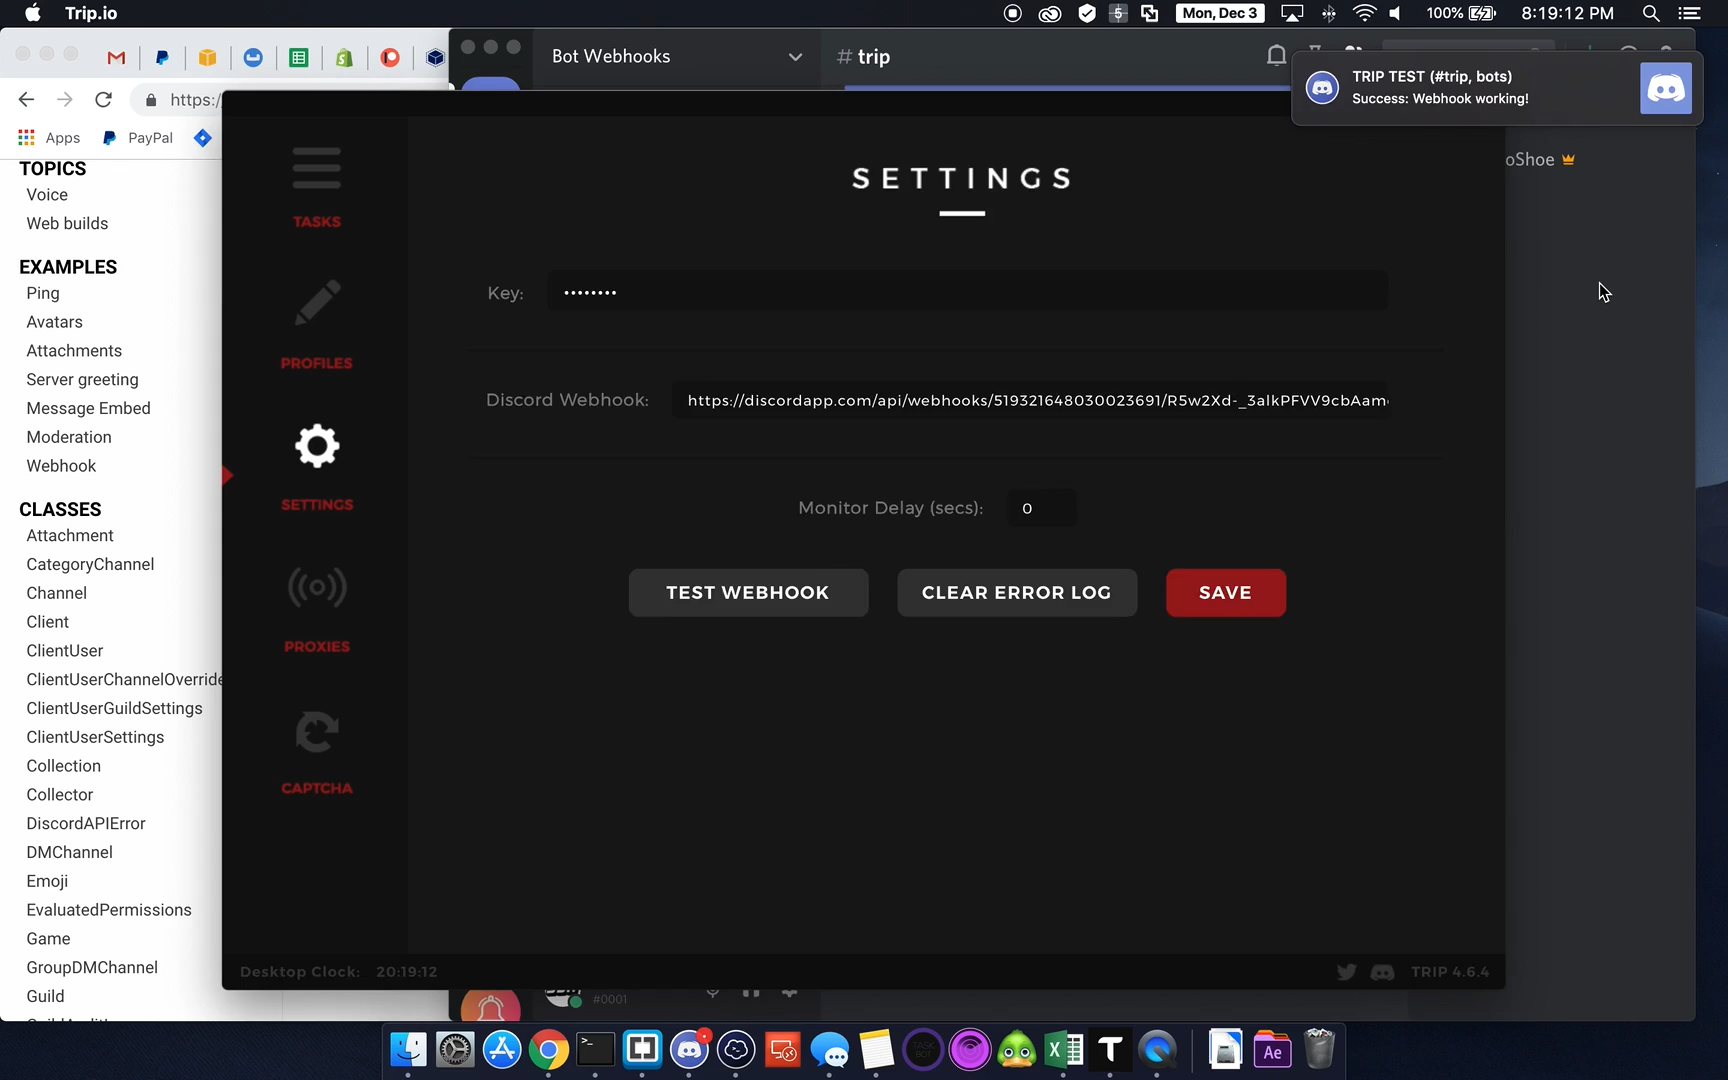 Trip.io
5
Mon, Dec 3
100%
8:19:12 PM
Bot Webhooks
# trip
https:/
Apps
PayPal
TRIP TEST (#trip, bots)
Success: Webhook working!
oShoe
TOPICS
Voice
Web builds
EXAMPLES
Ping
Avatars
Attachments
Server greeting
Message Embed
Moderation
Webhook
CLASSES
Attachment
CategoryChannel
Channel
Client
ClientUser
ClientUserChannelOverride
ClientUserGuildSettings
ClientUserSettings
Collection
Collector
DiscordAPIError
DMChannel
Emoji
EvaluatedPermissions
Game
GroupDMChannel
Guild
TASKS
PROFILES
SETTINGS
PROXIES
CAPTCHA
SETTINGS
Key: ••••••••
Discord Webhook: https://discordapp.com/api/webhooks/519321648030023691/R5w2Xd-_3alkPFVV9cbAam
Monitor Delay (secs): 0
TEST WEBHOOK
CLEAR ERROR LOG
SAVE
Desktop Clock: 20:19:12
TRIP 4.6.4
#0001
TASK BOT
T
Ae